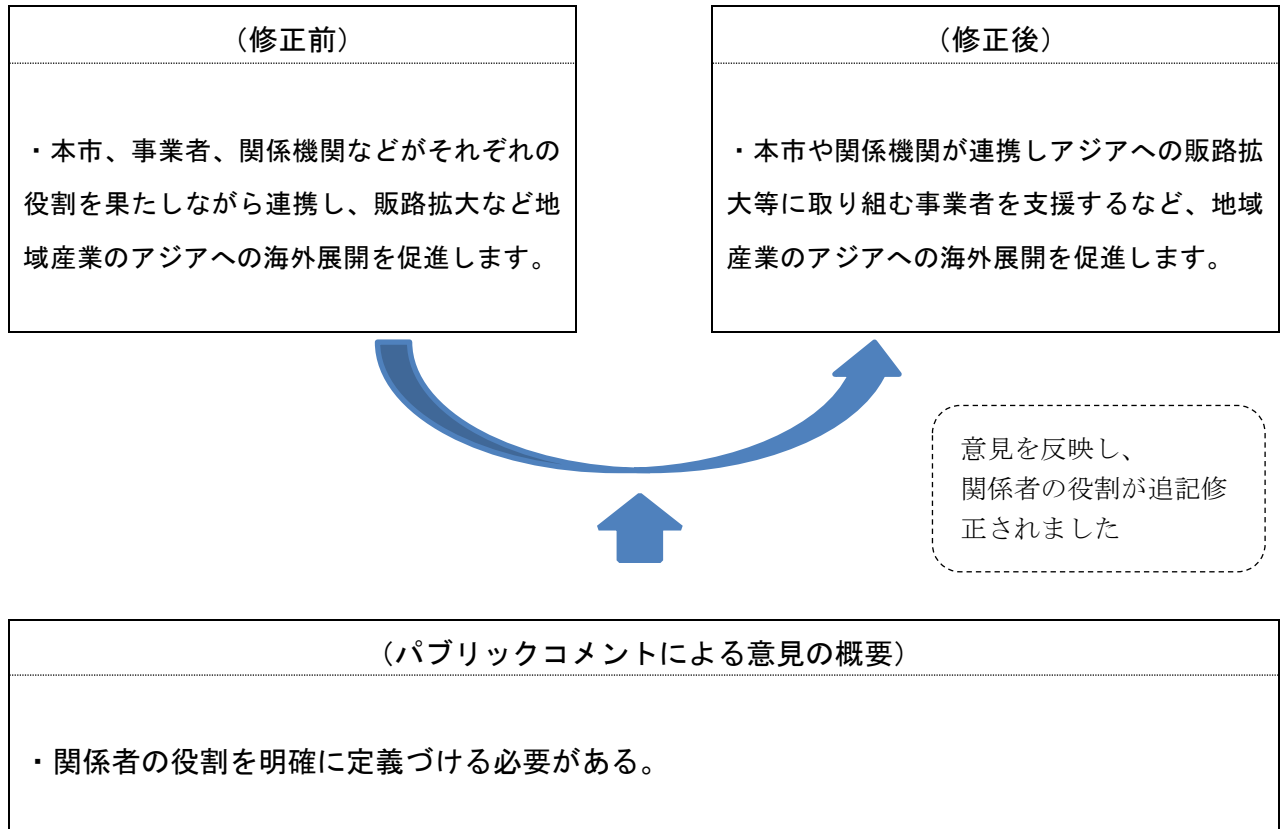 （修正前）
・本市、事業者、関係機関などがそれぞれの
役割を果たしながら連携し、販路拡大など地
域産業のアジアへの海外展開を促進します。
（修正後）
・本市や関係機関が連携しアジアへの販路拡
大等に取り組む事業者を支援するなど、地域
産業のアジアへの海外展開を促進します。
意見を反映し、
関係者の役割が追記修
正されました
（パブリックコメントによる意見の概要）
・関係者の役割を明確に定義づける必要がある。